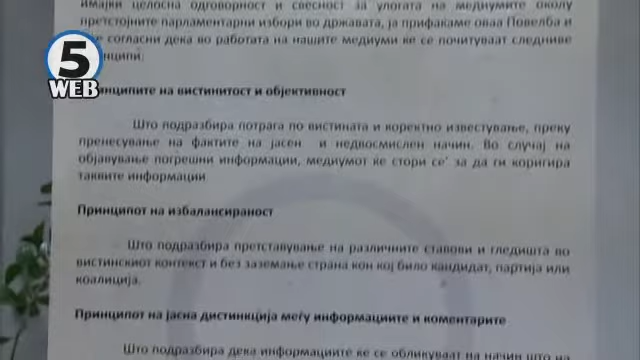 имајки целосна одговорност и свесност за улогата на медиумите околу
претстојните парламентарни избори во државата, ја прифакаме оваа Повелба и
се согласни дека во работата на нашите медиуми ке се почитуваат следниве
5
WEB
Принципите на вистинитост и објективност
Што подразбира потрага по вистината и коректно известување, преку
пренесување на фактите на јасен и недвосмислен начин. Во случај на
објавување погрешни информации, медиумот ке стори се` за да ги коригира
таквите информации
Принципот на избалансираност
Што подразбира претставување на различните ставови и гледишта во
вистинскиот контекст и без заземање страна кон кој било кандидат, партија или
коалиција.
Принципот на јасна дистинкција меѓу информациите и коментарите
Што подразбира дека информациите ке се обликуваат на начин што на